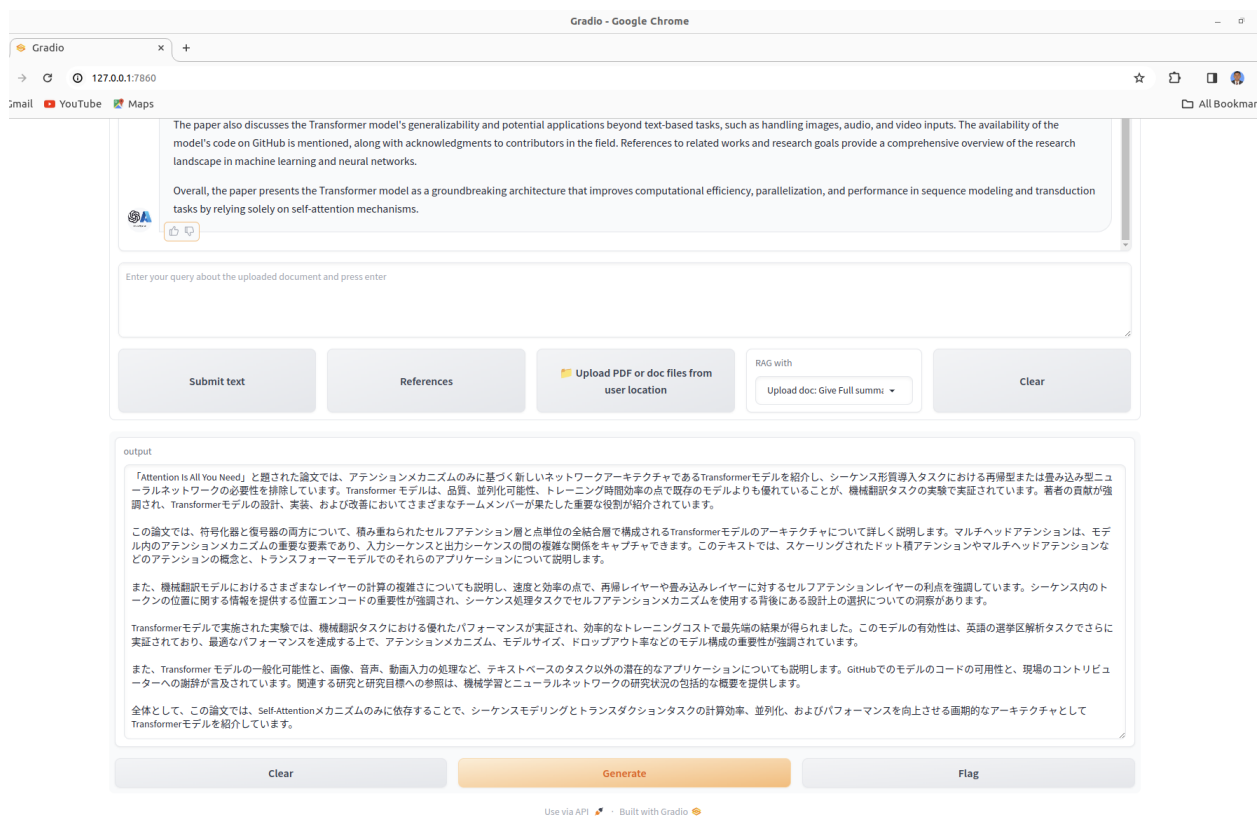 Gradio - Google Chrome
Gradio
127.0.0.1:7860
Gmail YouTube Maps All Bookmar
The paper also discusses the Transformer model's generalizability and potential applications beyond text-based tasks, such as handling images, audio, and video inputs. The availability of the
model's code on GitHub is mentioned, along with acknowledgments to contributors in the field. References to related works and research goals provide a comprehensive overview of the research
landscape in machine learning and neural networks.
Overall, the paper presents the Transformer model as a groundbreaking architecture that improves computational efficiency, parallelization, and performance in sequence modeling and transduction
tasks by relying solely on self-attention mechanisms.
Enter your query about the uploaded document and press enter
Submit text
References
Upload PDF or doc files from
user location
RAG with
Upload doc: Give Full summa
Clear
output
「Attention Is All You Need」と題された論文では、アテンションメカニズムのみに基づく新しいネットワークアーキテクチャであるTransformerモデルを紹介し、シーケンス形質導入タスクにおける再帰型または畳み込み型ニュ
ーラルネットワークの必要性を排除しています。Transformer モデルは、品質、並列化可能性、トレーニング時間効率の点で既存のモデルよりも優れていることが、機械翻訳タスクの実験で実証されています。著者の貢献が強
調され、Transformerモデルの設計、実装、および改善においてさまざまなチームメンバーが果たした重要な役割が紹介されています。
この論文では、符号化器と復号器の両方について、積み重ねられたセルフアテンション層と点単位の全結合層で構成されるTransformerモデルのアーキテクチャについて詳しく説明します。マルチヘッドアテンションは、モデ
ル内のアテンションメカニズムの重要な要素であり、入力シーケンスと出力シーケンスの間の複雑な関係をキャプチャできます。このテキストでは、スケーリングされたドット積アテンションやマルチヘッドアテンションな
どのアテンションの概念と、トランスフォーマーモデルでのそれらのアプリケーションについて説明します。
また、機械翻訳モデルにおけるさまざまなレイヤーの計算の複雑さについても説明し、速度と効率の点で、再帰レイヤーや畳み込みレイヤーに対するセルフアテンションレイヤーの利点を強調しています。シーケンス内のト
ークンの位置に関する情報を提供する位置エンコードの重要性が強調され、シーケンス処理タスクでセルフアテンションメカニズムを使用する背後にある設計上の選択についての洞察があります。
Transformerモデルで実施された実験では、機械翻訳タスクにおける優れたパフォーマンスが実証され、効率的なトレーニングコストで最先端の結果が得られました。このモデルの有効性は、英語の選挙区解析タスクでさらに
実証されており、最適なパフォーマンスを達成する上で、アテンションメカニズム、モデルサイズ、ドロップアウト率などのモデル構成の重要性が強調されています。
また、Transformer モデルの一般化可能性と、画像、音声、動画入力の処理など、テキストベースのタスク以外の潜在的なアプリケーションについても説明します。GitHubでのモデルのコードの可用性と、現場のコントリビュ
ーターへの謝辞が言及されています。関連する研究と研究目標への参照は、機械学習とニューラルネットワークの研究状況の包括的な概要を提供します。
全体として、この論文では、Self-Attentionメカニズムのみに依存することで、シーケンスモデリングとトランスダクションタスクの計算効率、並列化、およびパフォーマンスを向上させる画期的なアーキテクチャとして
Transformerモデルを紹介しています。
Clear
Generate
Flag
Use via API · Built with Gradio